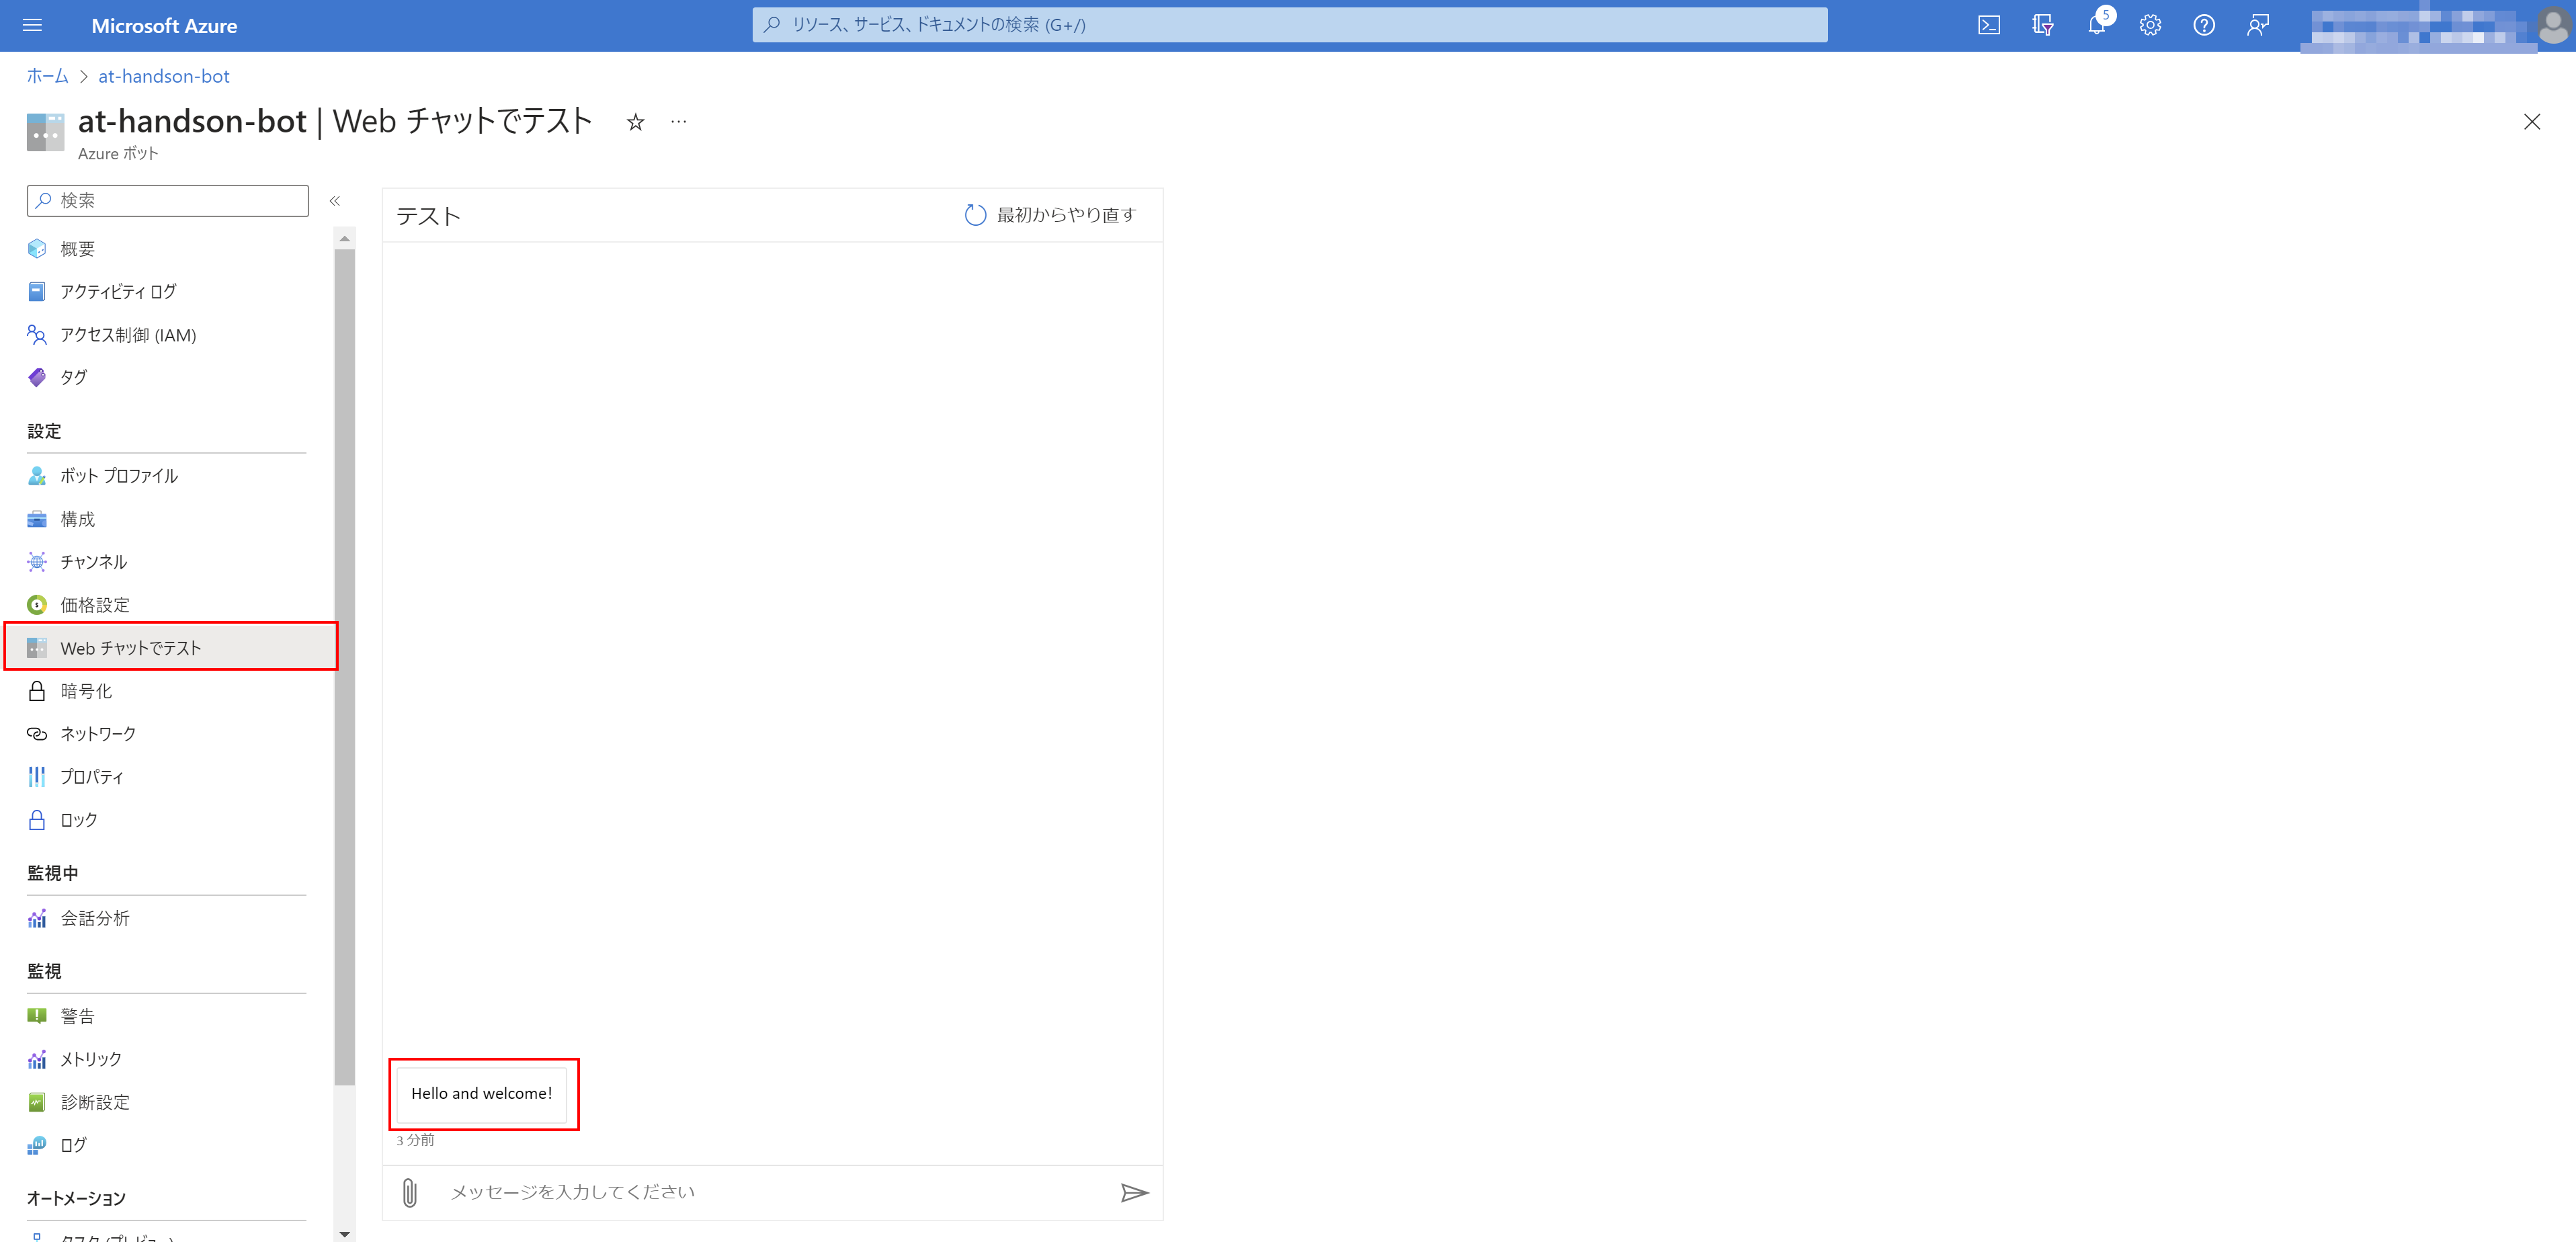 Microsoft Azure
リソース、サービス、ドキュメントの検索 (G+/)
5
ホーム > at-handson-bot
at-handson-bot | Web チャットでテスト
Azure ボット
検索
概要
アクティビティ ログ
アクセス制御 (IAM)
タグ
設定
ボット プロファイル
構成
チャンネル
価格設定
Web チャットでテスト
暗号化
ネットワーク
プロパティ
ロック
監視中
会話分析
監視
警告
メトリック
診断設定
ログ
オートメーション
タスク (プレビュー)
テスト
最初からやり直す
Hello and welcome!
3 分前
メッセージを入力してください